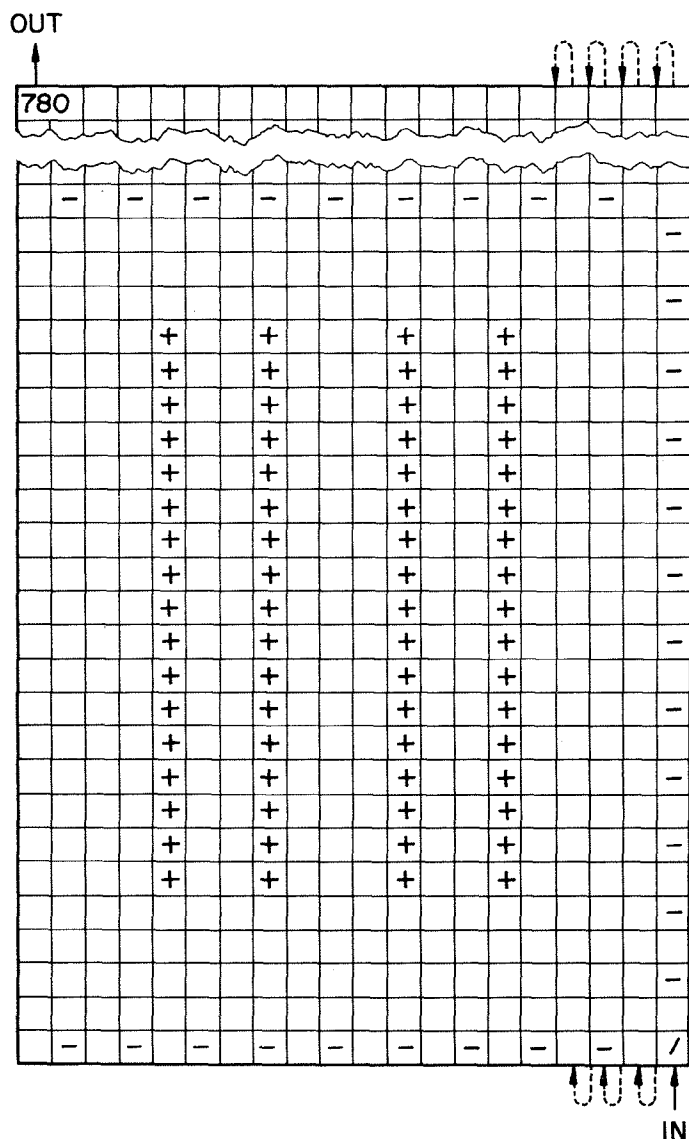 OUT
780
- - - - - - - - -
-
-
+ + + +
+ + + + -
+ + + +
+ + + + -
+ + + +
+ + + + -
+ + + +
+ + + + -
+ + + +
+ + + + -
+ + + +
+ + + + -
+ + + +
+ + + + -
+ + + +
+ + + + -
+ + + +
-
-
- - - - - - - - - /
IN